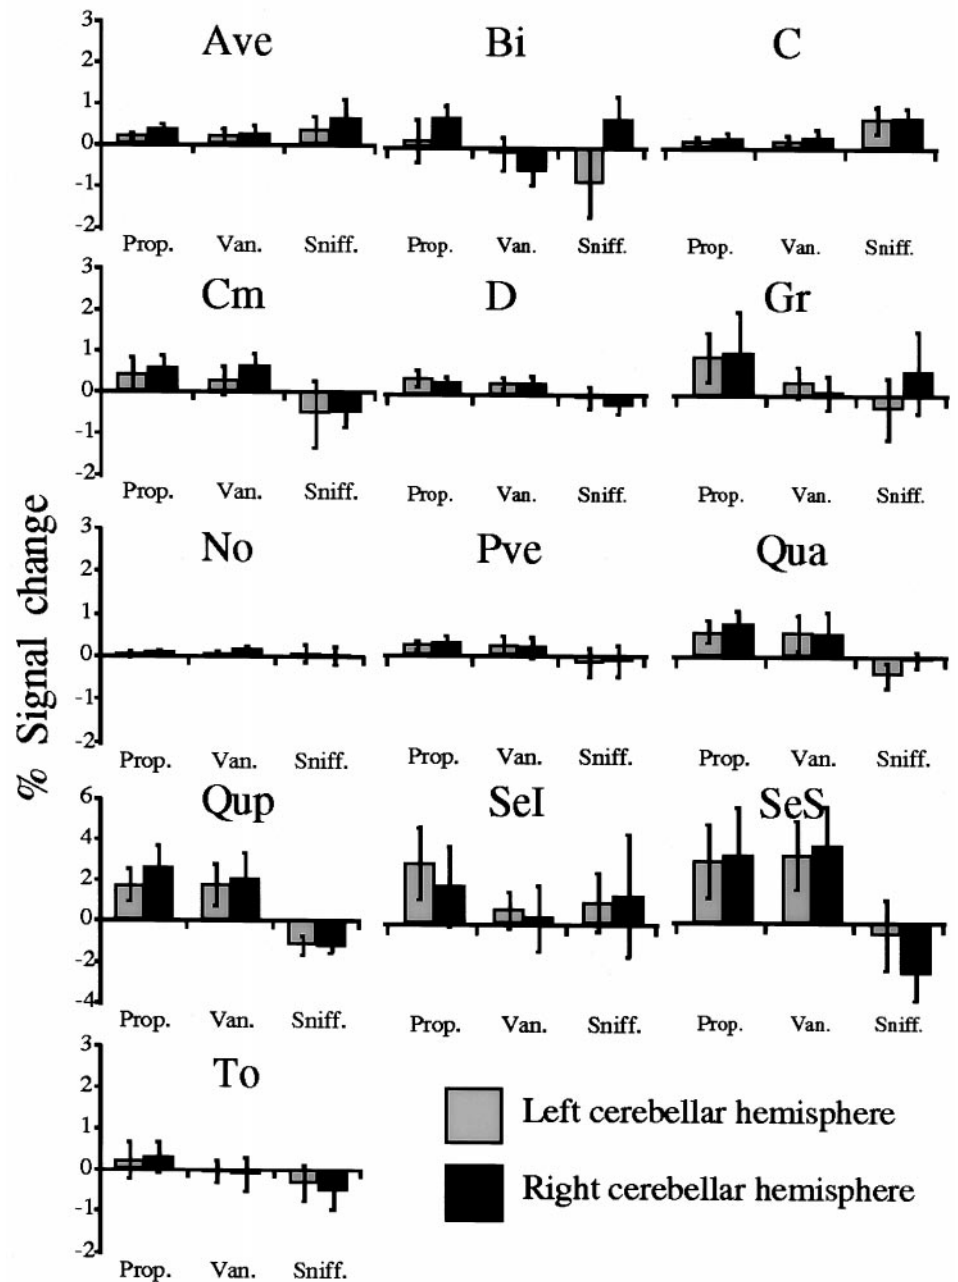 % Signal change
3
2
1
0
-1
-2
Ave
Bi
C
Prop. Van. Sniff. Prop. Van. Sniff. Prop. Van. Sniff.
3
2
1
0
-1
-2
Cm
D
Gr
Prop. Van. Sniff. Prop. Van. Sniff. Prop. Van. Sniff.
3
2
1
0
-1
-2
No
Pve
Qua
Prop. Van. Sniff. Prop. Van. Sniff. Prop. Van. Sniff.
6
4
2
0
-2
-4
Qup
SeI
SeS
Prop. Van. Sniff. Prop. Van. Sniff. Prop. Van. Sniff.
3
2
1
0
-1
-2
To
Prop. Van. Sniff.
Left cerebellar hemisphere
Right cerebellar hemisphere